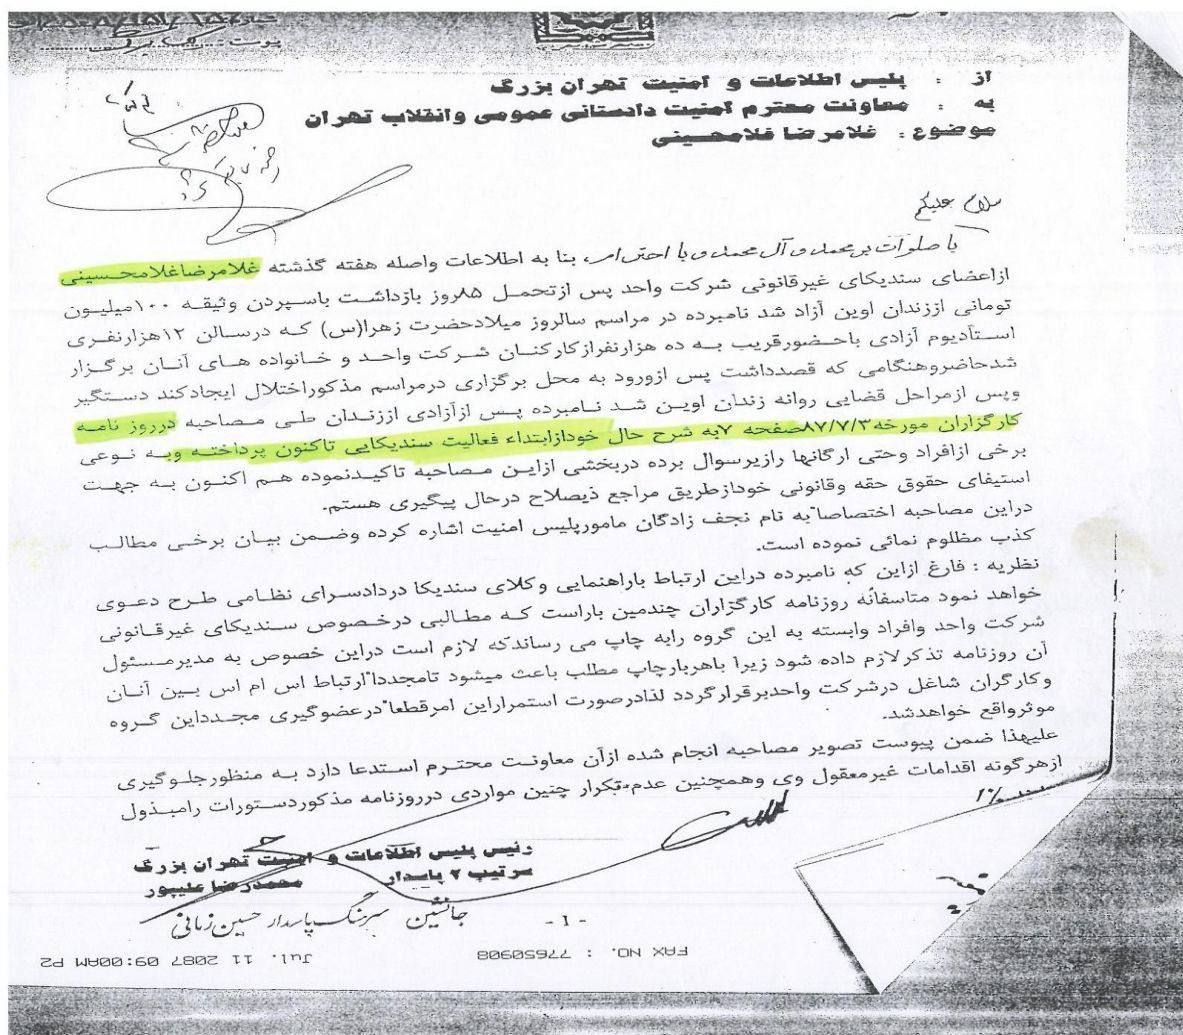 از : پلیس اطلاعات و امنیت تهران بزرگ
به : معاونت محترم امنیت دادستانی عمومی وانقلاب تهران
موضوع : غلامرضا غلامحسینی
سلام علیکم
با صلوات بر محمد و آل محمد و با احترام، بنا به اطلاعات واصله هفته گذشته غلامرضاغلامحسینی
ازاعضای سندیکای غیرقانونی شرکت واحد پس ازتحمل ۸۵روز بازداشت باسپردن وثیقه ۱۰۰میلیون
تومانی اززندان اوین آزاد شد نامبرده در مراسم سالروز میلادحضرت زهرا(س) که درسالن ۱۲هزارنفری
استآدیوم آزادی باحضورقریب به ده هزارنفرازکارکنان شرکت واحد و خانواده های آنان برگزار
شدحاضروهنگامی که قصدداشت پس ازورود به محل برگزاری درمراسم مذکوراختلال ایجادکند دستگیر
وپس ازمراحل قضایی روانه زندان اوین شد نامبرده پس ازآزادی اززندان طی مصاحبه درروز نامه
کارگزاران مورخه۸۷/۷/۳صفحه ۷به شرح حال خودازابتداء فعالیت سندیکایی تاکنون پرداخته وبه نوعی
برخی ازافراد وحتی ارگانها رازیرسوال برده دربخشی ازاین مصاحبه تاکیدنموده هم اکنون به جهت
استیفای حقوق حقه وقانونی خودازطریق مراجع ذیصلاح درحال پیگیری هستم.
دراین مصاحبه اختصاصاً به نام نجف زادگان مامورپلیس امنیت اشاره کرده وضمن بیان برخی مطالب
کذب مظلوم نمائی نموده است.
نظریه : فارغ ازاین که نامبرده دراین ارتباط باراهنمایی وکلای سندیکا دردادسرای نظامی طرح دعوی
خواهد نمود متاسفانه روزنامه کارگزاران چندمین باراست که مطالبی درخصوص سندیکای غیرقانونی
شرکت واحد وافراد وابسته به این گروه رابه چاپ می رساندکه لازم است دراین خصوص به مدیرمسئول
آن روزنامه تذکرلازم داده شود زیرا باهربارچاپ مطلب باعث میشود تامجدداً ارتباط اس ام اس بین آنان
وکارگران شاغل درشرکت واحدبرقرارگردد لذادرصورت استمراراین امرقطعاً درعضوگیری مجدداین گروه
موثرواقع خواهدشد.
علیهذا ضمن پیوست تصویر مصاحبه انجام شده ازآن معاونت محترم استدعا دارد به منظورجلوگیری
ازهرگونه اقدامات غیرمعقول وی وهمچنین عدم تکرار چنین مواردی درروزنامه مذکوردستورات رامبذول
رئیس پلیس اطلاعات و امنیت تهران بزرگ
سرتیپ ۲ پاسدار محمدرضا علیپور
جانشین سرهنگ پاسدار حسین زمانی
- 1 -
FAX NO. : 77650908
Jul. 11 2087 09:00AM P2